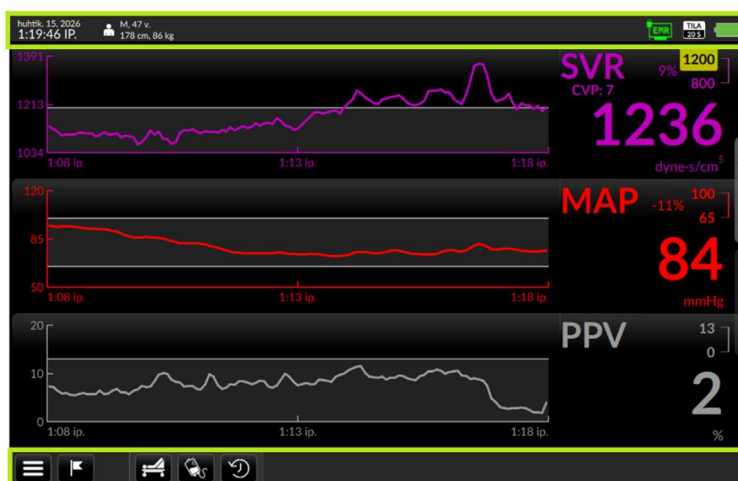 huhtik. 15, 2026
1:19:46 IP.
M, 47 v.
178 cm, 86 kg
EMR
TILA
20 S
1391
1213
1034
1:08 ip.
1:13 ip.
1:18 ip.
SVR
CVP: 7
9%
1200
800
1236
dyne-s/cm⁵
120
85
50
1:08 ip.
1:13 ip.
1:18 ip.
MAP
-11%
100
65
84
mmHg
20
10
0
1:08 ip.
1:13 ip.
1:18 ip.
PPV
13
0
2
%